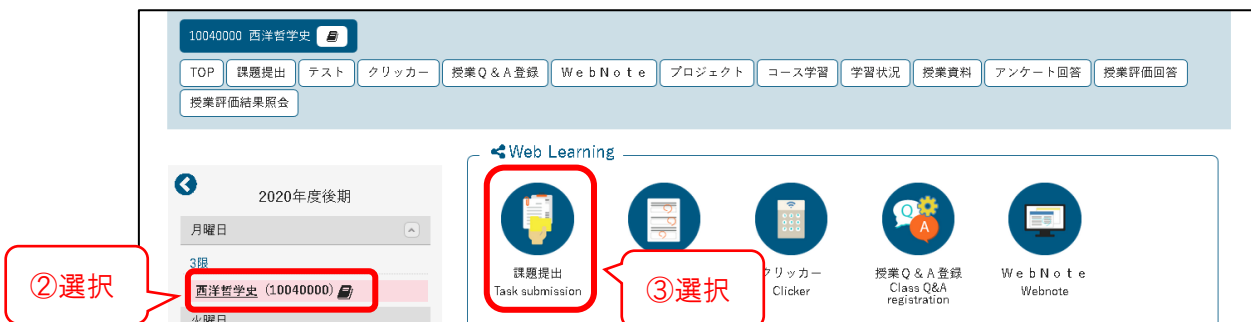 10040000 西洋哲学史
TOP 課題提出 テスト クリッカー 授業Q&A登録 WebNote プロジェクト コース学習 学習状況 授業資料 アンケート回答 授業評価回答
授業評価結果照会
Web Learning
2020年度後期
月曜日
3限
西洋哲学史 (10040000)
火曜日
②選択
課題提出
Task submission
③選択
クリッカー
Clicker
授業Q&A登録
Class Q&A
registration
WebNote
Webnote